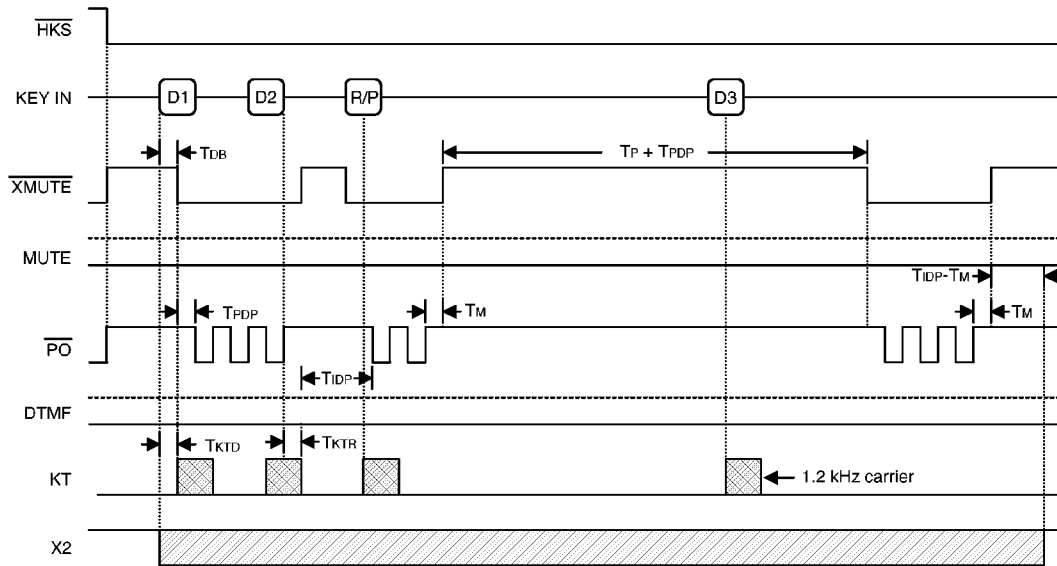 HKS
KEY IN D1 D2 R/P D3
TDB TP + TPDP
XMUTE
MUTE
TIDP-TM
TPDP TM TM
PO
TIDP
DTMF
TKTD TKTR
KT 1.2 kHz carrier
X2